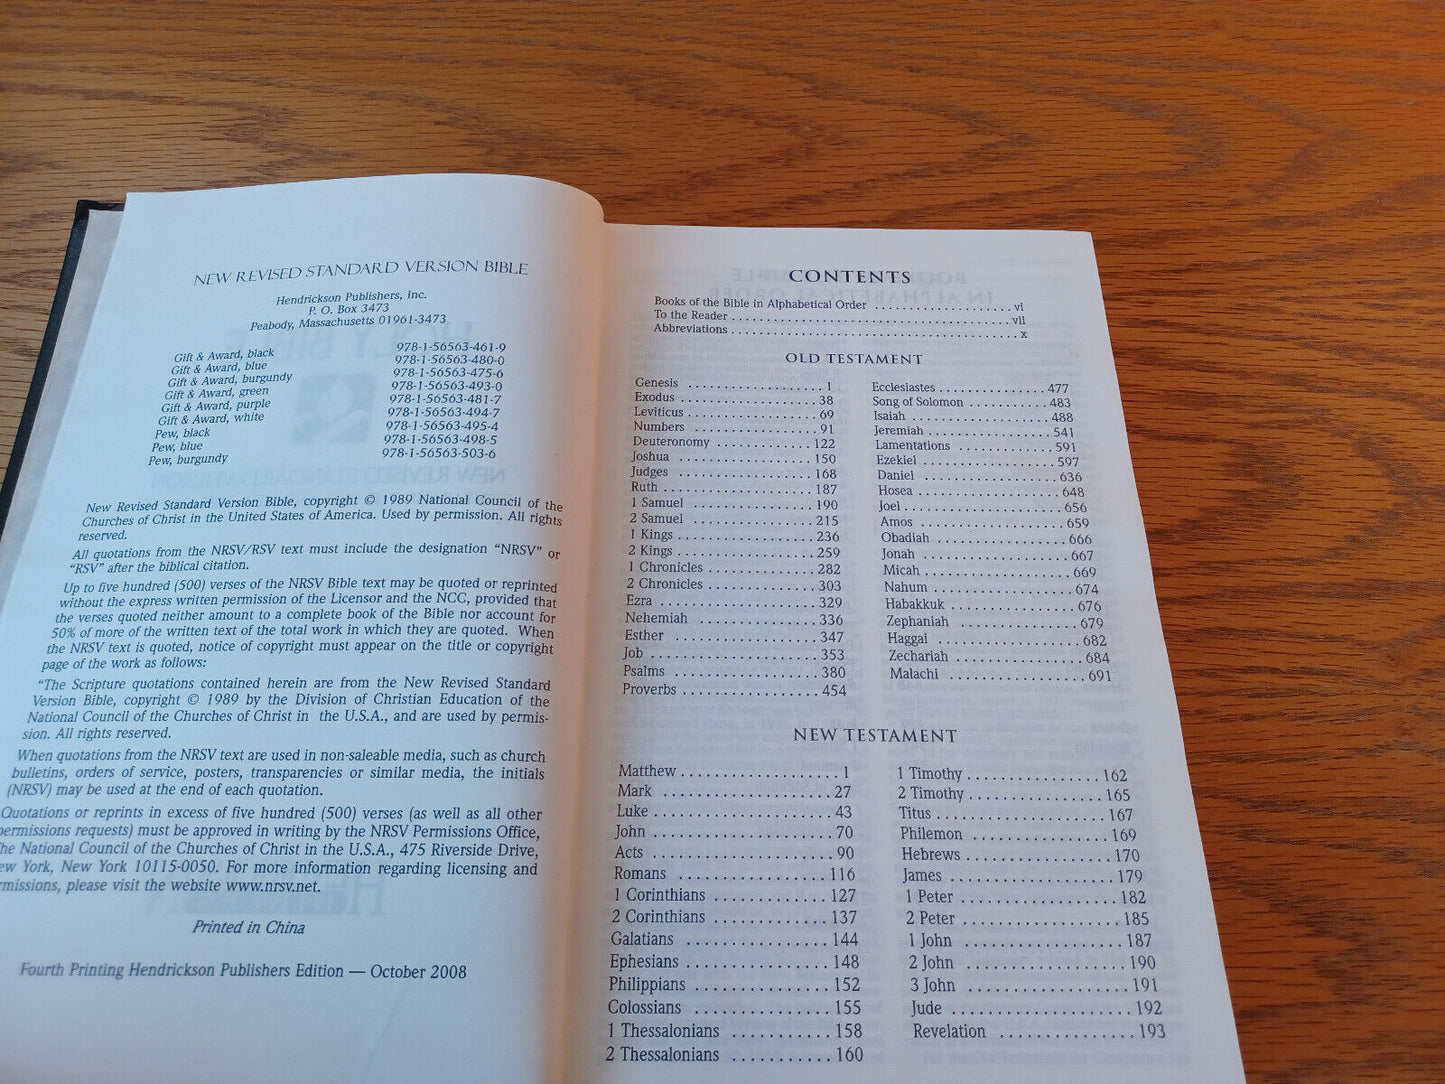 NEW REVISED STANDARD VERSION BIBLE
Hendrickson Publishers, Inc.
P. O. Box 3473
Peabody, Massachusetts 01961-3473
Gift & Award, black 978-1-56563-461-9
Gift & Award, blue 978-1-56563-480-0
Gift & Award, burgundy 978-1-56563-475-6
Gift & Award, green 978-1-56563-493-0
Gift & Award, purple 978-1-56563-481-7
Gift & Award, white 978-1-56563-494-7
Pew, black 978-1-56563-495-4
Pew, blue 978-1-56563-498-5
Pew, burgundy 978-1-56563-503-6
New Revised Standard Version Bible, copyright © 1989 National Council of the
Churches of Christ in the United States of America. Used by permission. All rights
reserved.
All quotations from the NRSV/RSV text must include the designation “NRSV” or
“RSV” after the biblical citation.
Up to five hundred (500) verses of the NRSV Bible text may be quoted or reprinted
without the express written permission of the Licensor and the NCC, provided that
the verses quoted neither amount to a complete book of the Bible nor account for
50% of more of the written text of the total work in which they are quoted. When
the NRSV text is quoted, notice of copyright must appear on the title or copyright
page of the work as follows:
“The Scripture quotations contained herein are from the New Revised Standard
Version Bible, copyright © 1989 by the Division of Christian Education of the
National Council of the Churches of Christ in the U.S.A., and are used by permis-
sion. All rights reserved.
When quotations from the NRSV text are used in non-saleable media, such as church
bulletins, orders of service, posters, transparencies or similar media, the initials
(NRSV) may be used at the end of each quotation.
Quotations or reprints in excess of five hundred (500) verses (as well as all other
permissions requests) must be approved in writing by the NRSV Permissions Office,
The National Council of the Churches of Christ in the U.S.A., 475 Riverside Drive,
New York, New York 10115-0050. For more information regarding licensing and
rmissions, please visit the website www.nrsv.net.
Printed in China
Fourth Printing Hendrickson Publishers Edition — October 2008
CONTENTS
Books of the Bible in Alphabetical Order . . . . . vi
To the Reader . . . . . vii
Abbreviations . . . . . x
OLD TESTAMENT
Genesis . . . . . 1
Exodus . . . . . 38
Leviticus . . . . . 69
Numbers . . . . . 91
Deuteronomy . . . . . 122
Joshua . . . . . 150
Judges . . . . . 168
Ruth . . . . . 187
1 Samuel . . . . . 190
2 Samuel . . . . . 215
1 Kings . . . . . 236
2 Kings . . . . . 259
1 Chronicles . . . . . 282
2 Chronicles . . . . . 303
Ezra . . . . . 329
Nehemiah . . . . . 336
Esther . . . . . 347
Job . . . . . 353
Psalms . . . . . 380
Proverbs . . . . . 454
Ecclesiastes . . . . . 477
Song of Solomon . . . . . 483
Isaiah . . . . . 488
Jeremiah . . . . . 541
Lamentations . . . . . 591
Ezekiel . . . . . 597
Daniel . . . . . 636
Hosea . . . . . 648
Joel . . . . . 656
Amos . . . . . 659
Obadiah . . . . . 666
Jonah . . . . . 667
Micah . . . . . 669
Nahum . . . . . 674
Habakkuk . . . . . 676
Zephaniah . . . . . 679
Haggai . . . . . 682
Zechariah . . . . . 684
Malachi . . . . . 691
NEW TESTAMENT
Matthew . . . . . 1
Mark . . . . . 27
Luke . . . . . 43
John . . . . . 70
Acts . . . . . 90
Romans . . . . . 116
1 Corinthians . . . . . 127
2 Corinthians . . . . . 137
Galatians . . . . . 144
Ephesians . . . . . 148
Philippians . . . . . 152
Colossians . . . . . 155
1 Thessalonians . . . . . 158
2 Thessalonians . . . . . 160
1 Timothy . . . . . 162
2 Timothy . . . . . 165
Titus . . . . . 167
Philemon . . . . . 169
Hebrews . . . . . 170
James . . . . . 179
1 Peter . . . . . 182
2 Peter . . . . . 185
1 John . . . . . 187
2 John . . . . . 190
3 John . . . . . 191
Jude . . . . . 192
Revelation . . . . . 193